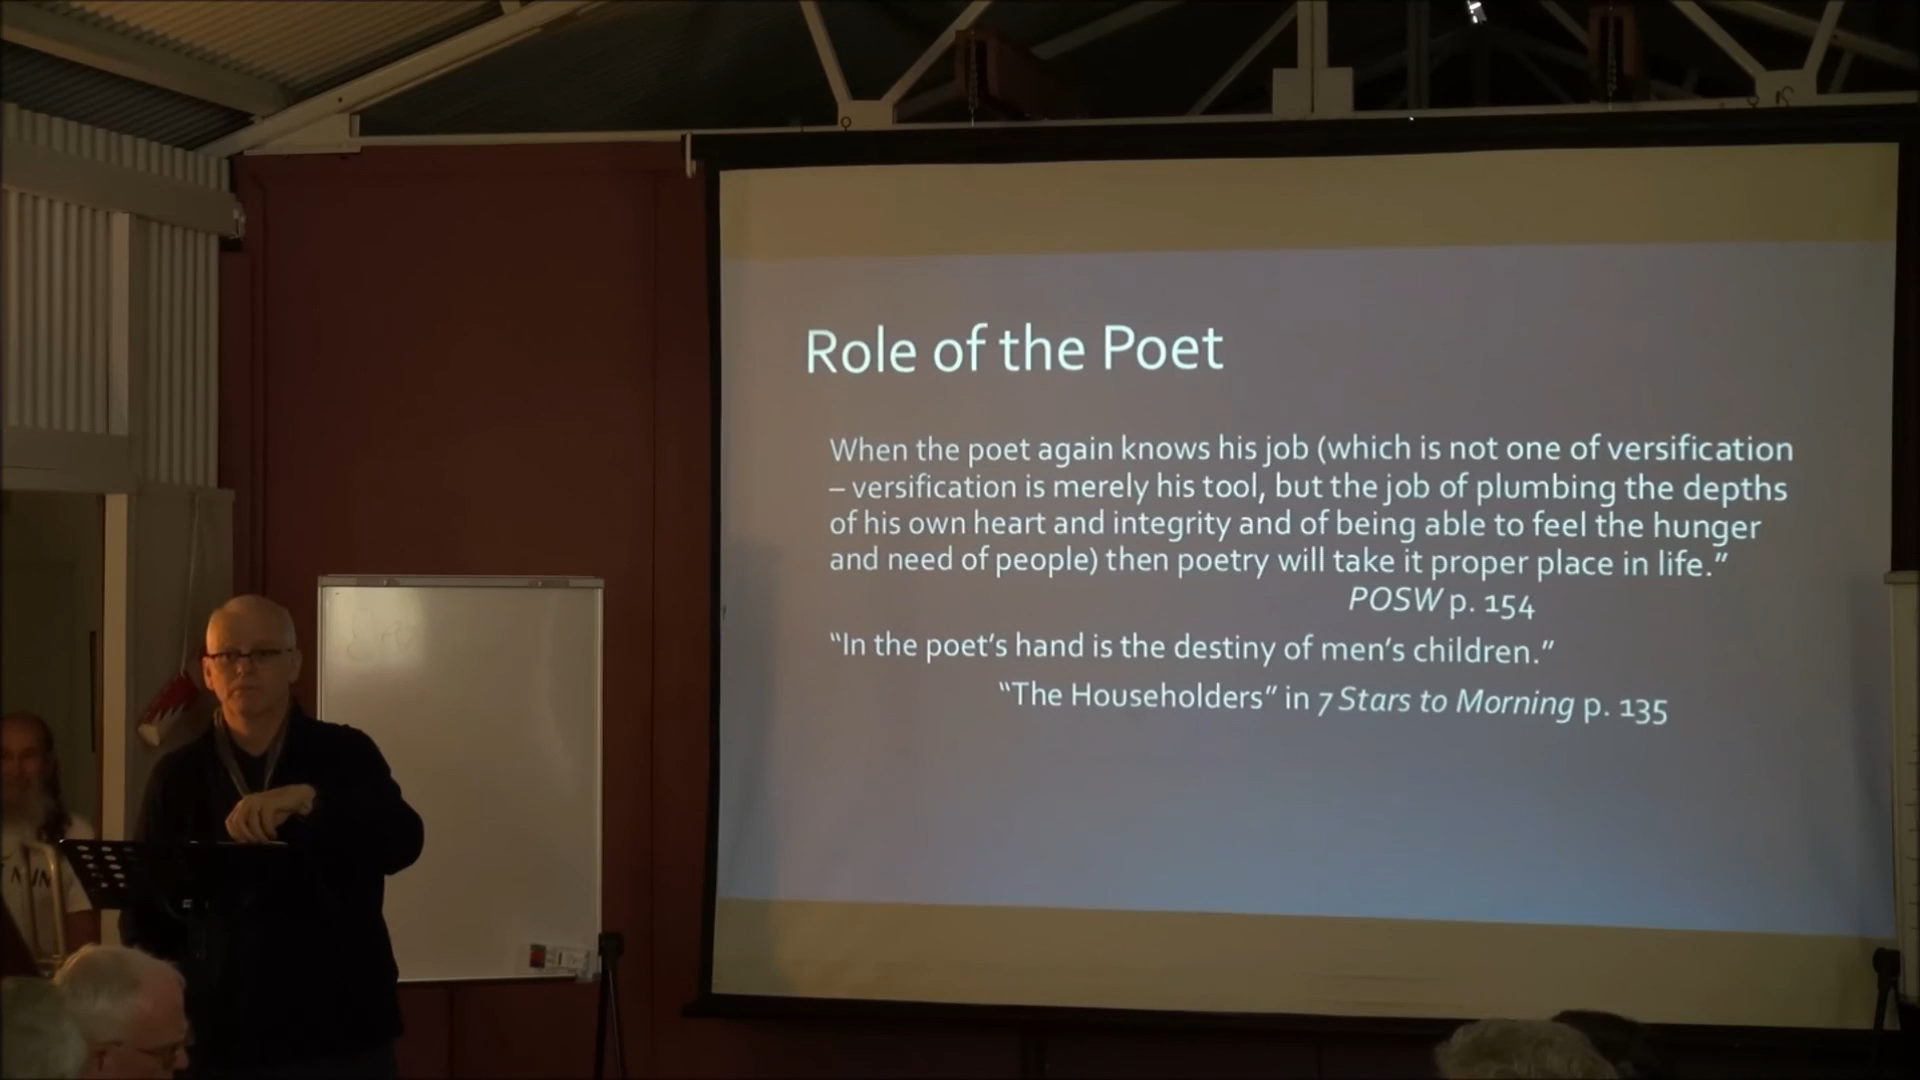 Role of the Poet
When the poet again knows his job (which is not one of versification
– versification is merely his tool, but the job of plumbing the depths
of his own heart and integrity and of being able to feel the hunger
and need of people) then poetry will take it proper place in life.”
POSW p. 154
“In the poet’s hand is the destiny of men’s children.”
“The Householders” in 7 Stars to Morning p. 135